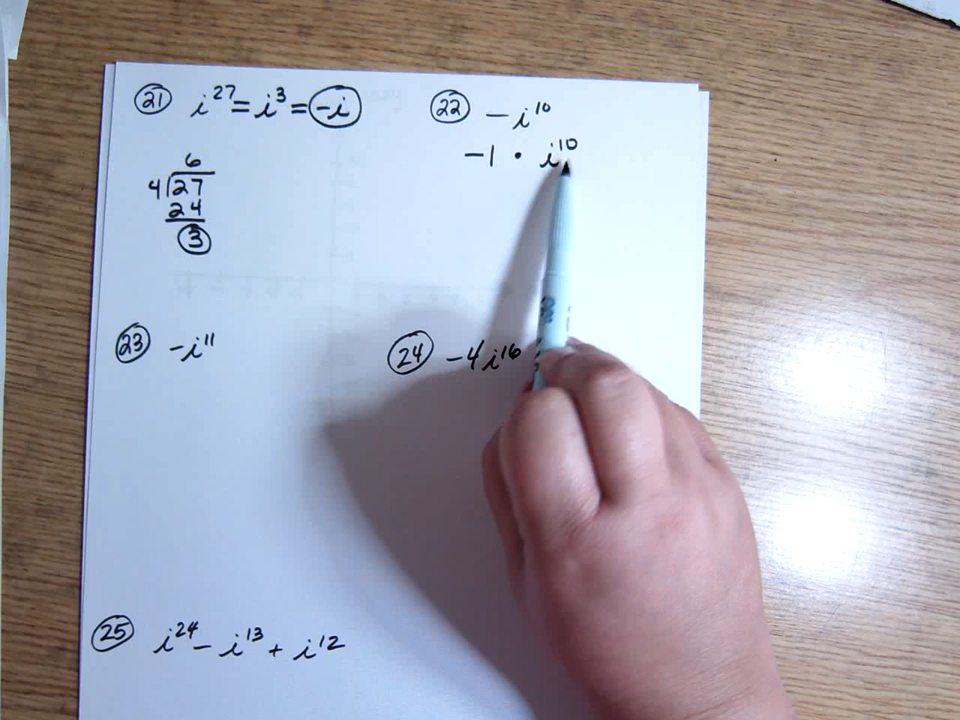 21 i^27 = i^3 = -i
6
4 27
24
3
22 -i^10
-1 · i^10
23 -i^11
24 -4i^16
25 i^24 - i^13 + i^12